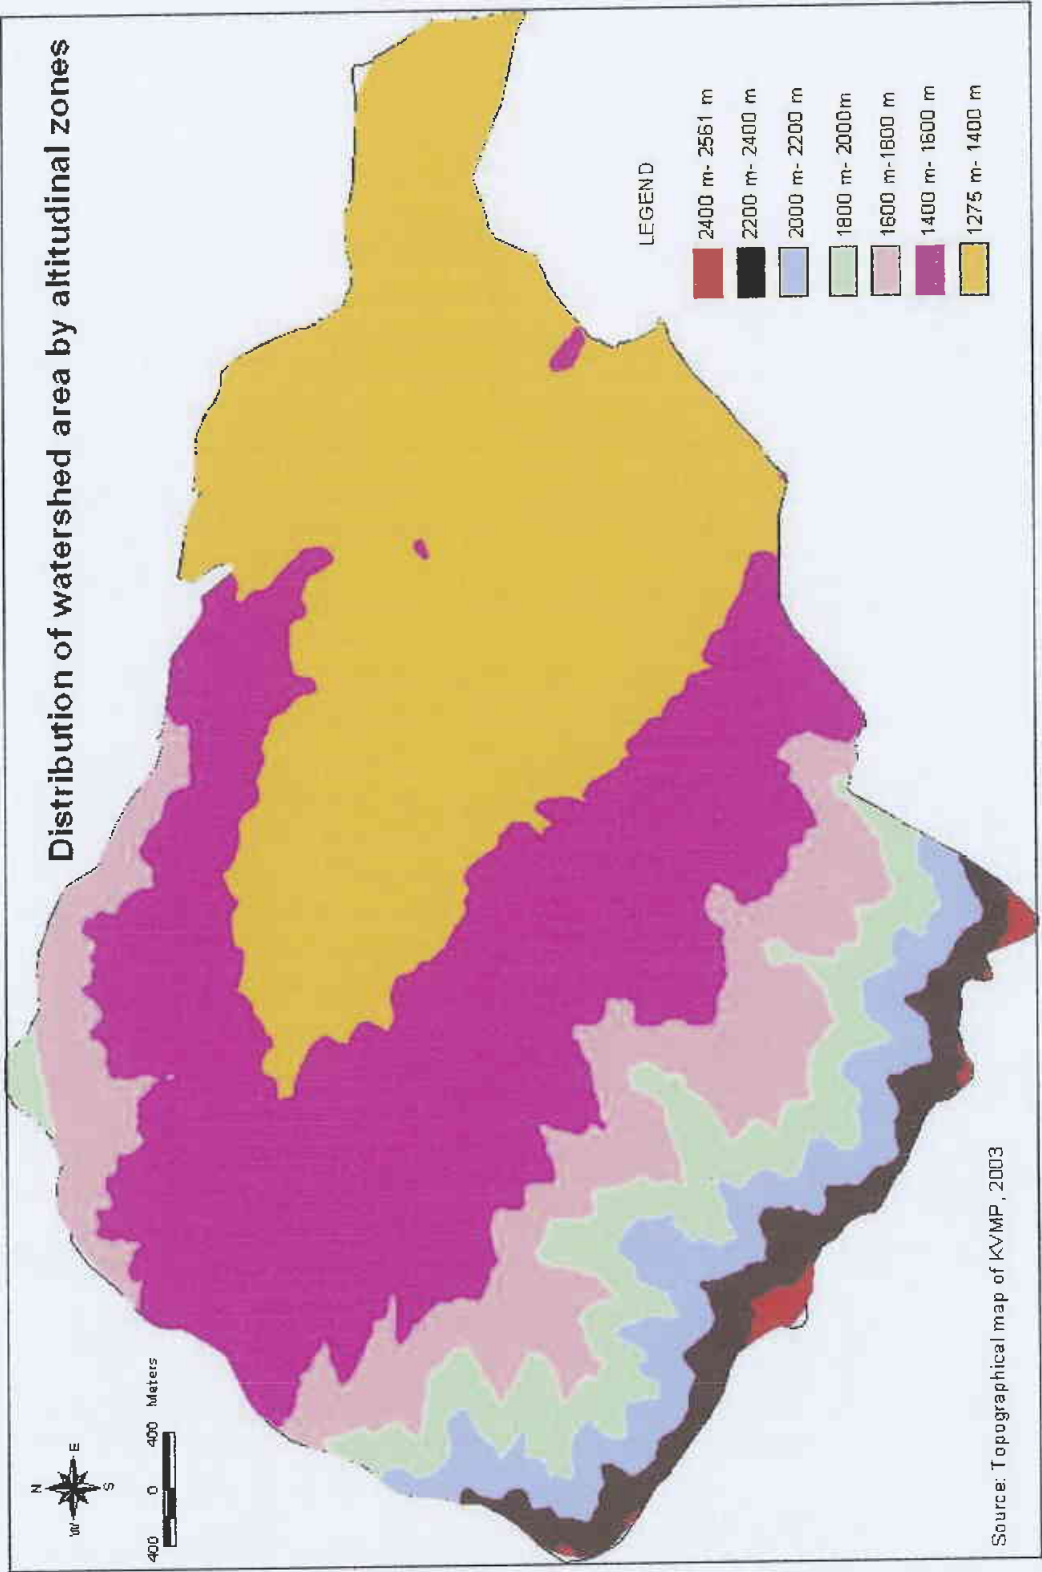 Distribution of watershed area by altitudinal zones
N
W E
S
400 0 400 Meters
LEGEND
2400 m- 2561 m
2200 m- 2400 m
2000 m- 2200 m
1800 m- 2000m
1600 m-1800 m
1400 m- 1600 m
1275 m- 1400 m
Source: Topographical map of KVMP, 2003